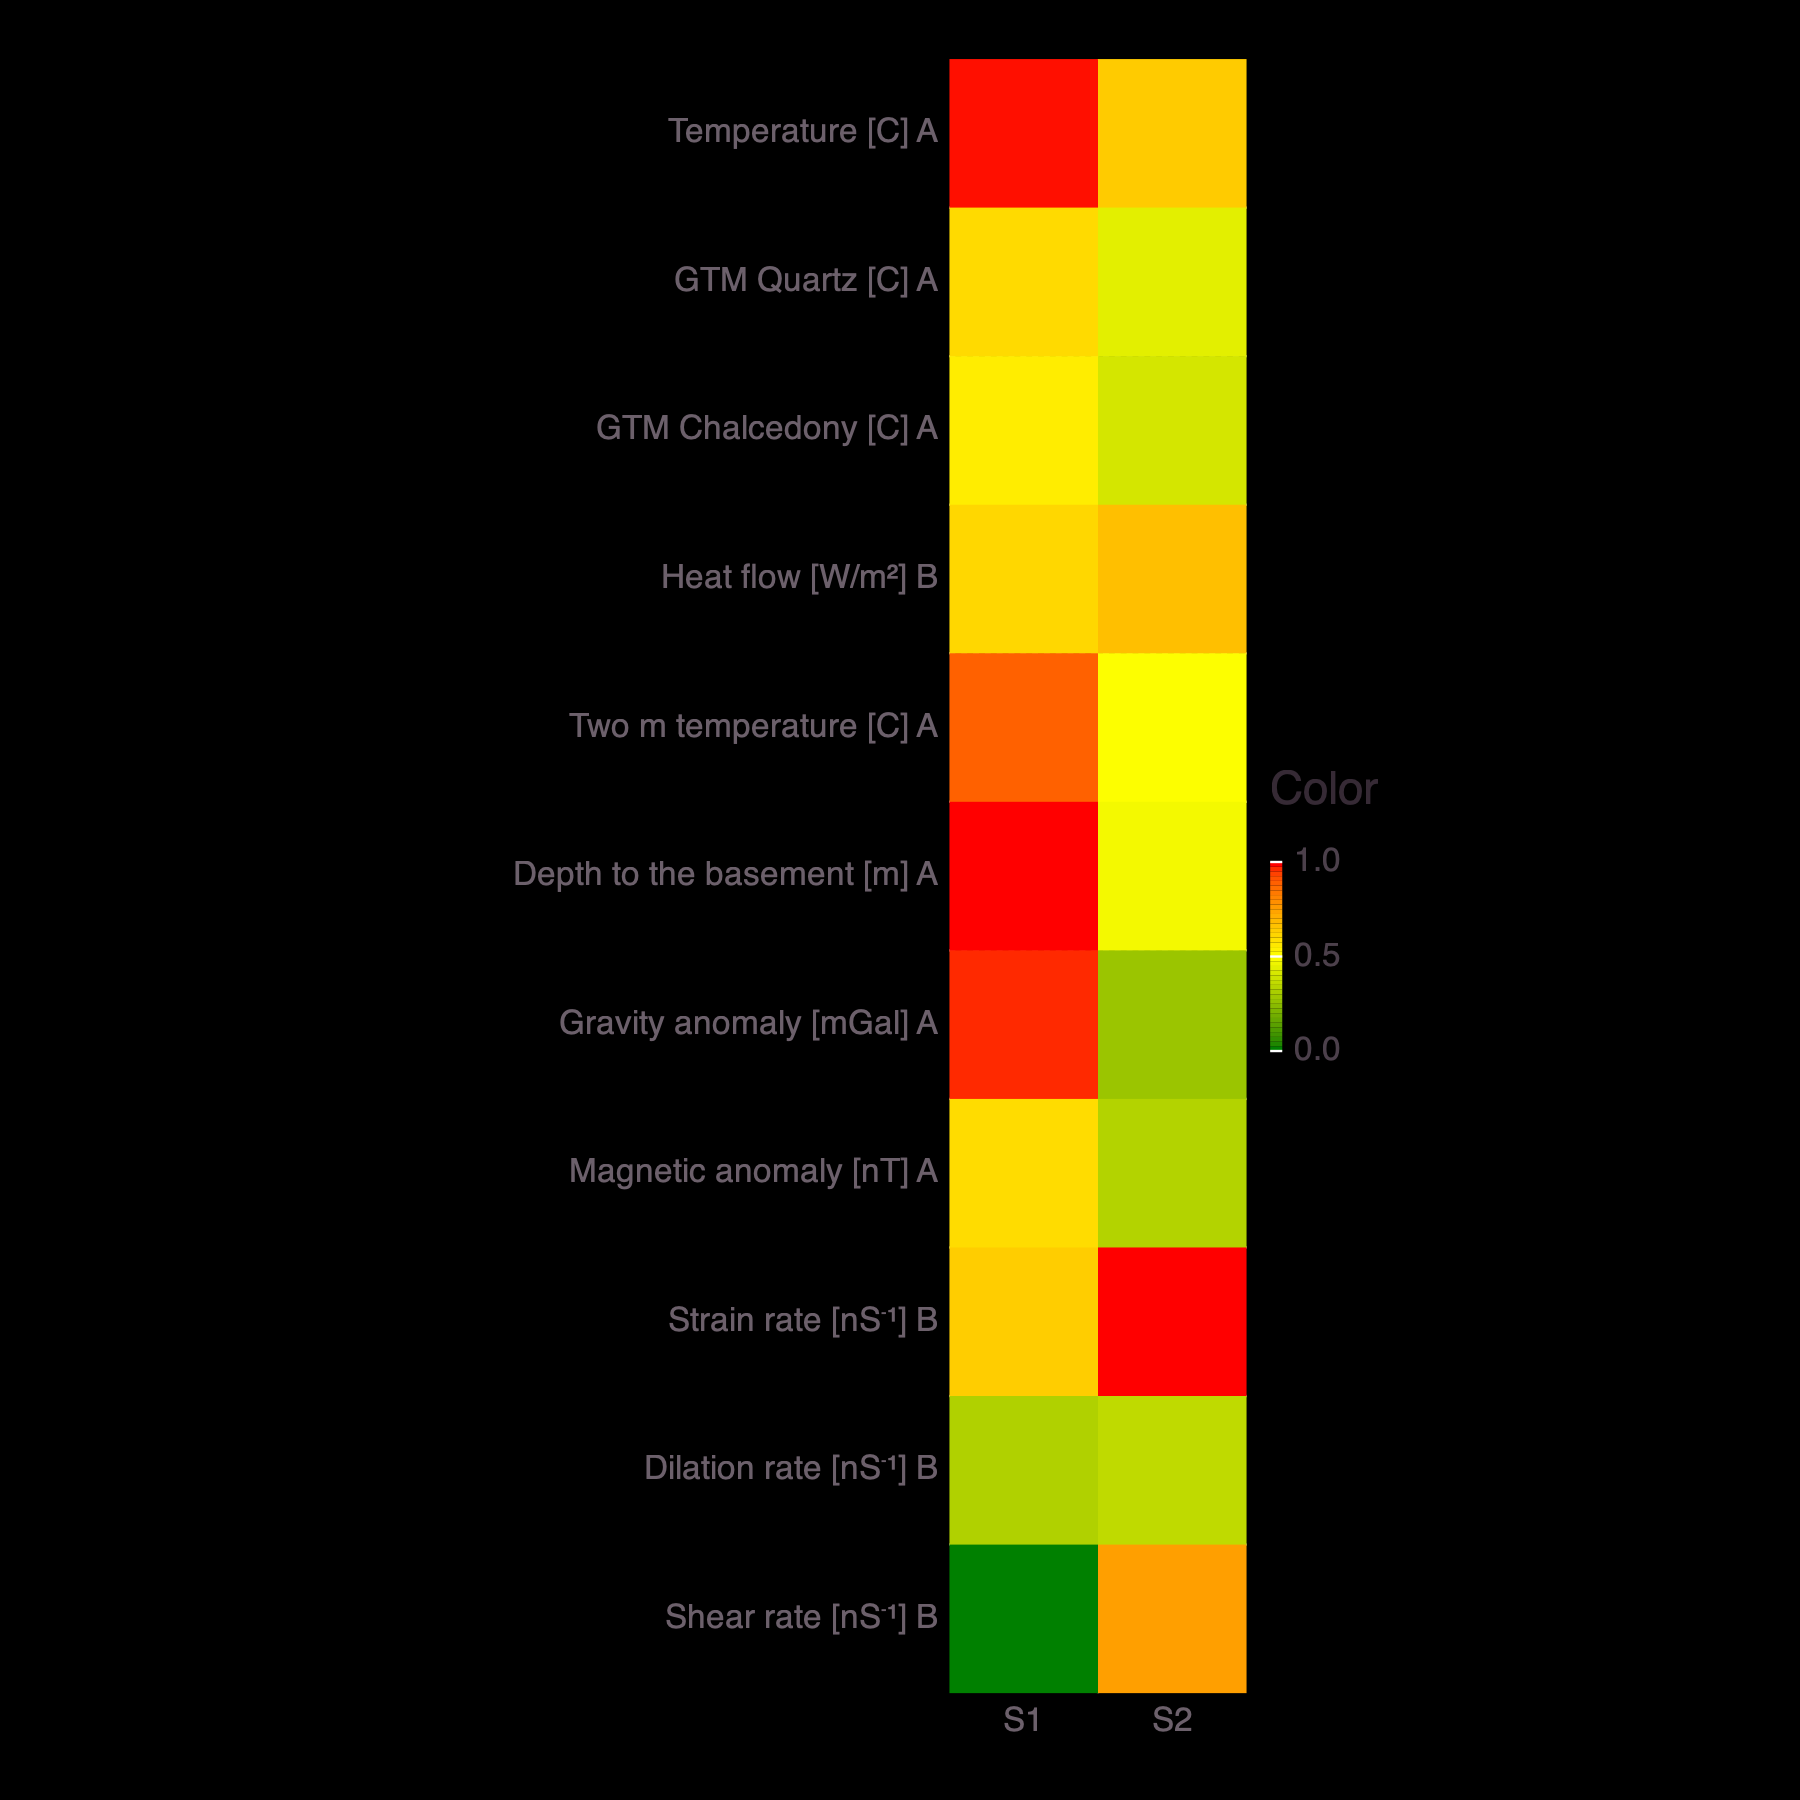 Temperature [C] A
GTM Quartz [C] A
GTM Chalcedony [C] A
Heat flow [W/m²] B
Two m temperature [C] A
Depth to the basement [m] A
Gravity anomaly [mGal] A
Magnetic anomaly [nT] A
Strain rate [nS⁻¹] B
Dilation rate [nS⁻¹] B
Shear rate [nS⁻¹] B
S1 S2
Color
1.0
0.5
0.0